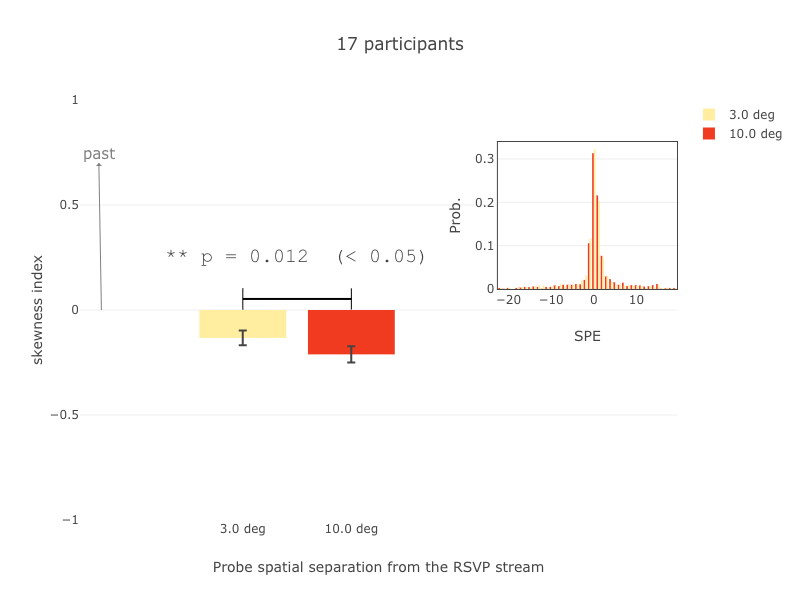 17 participants
1
0.5
0
−0.5
−1
skewness index
past
** p = 0.012  (< 0.05)
3.0 deg
10.0 deg
Probe spatial separation from the RSVP stream
0.3
0.2
0.1
0
Prob.
−20
−10
0
10
SPE
3.0 deg
10.0 deg